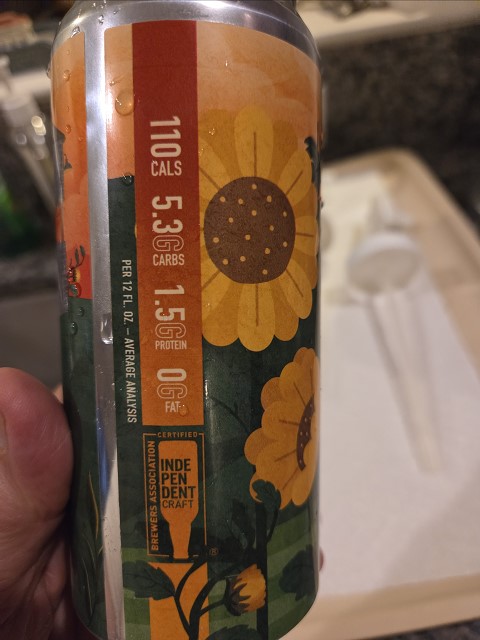 110
CALS
5.3G
CARBS
1.5G
PROTEIN
0G
FAT
PER 12 FL. OZ. – AVERAGE ANALYSIS
CERTIFIED
INDE
PEN
DENT
CRAFT
BREWERS ASSOCIATION